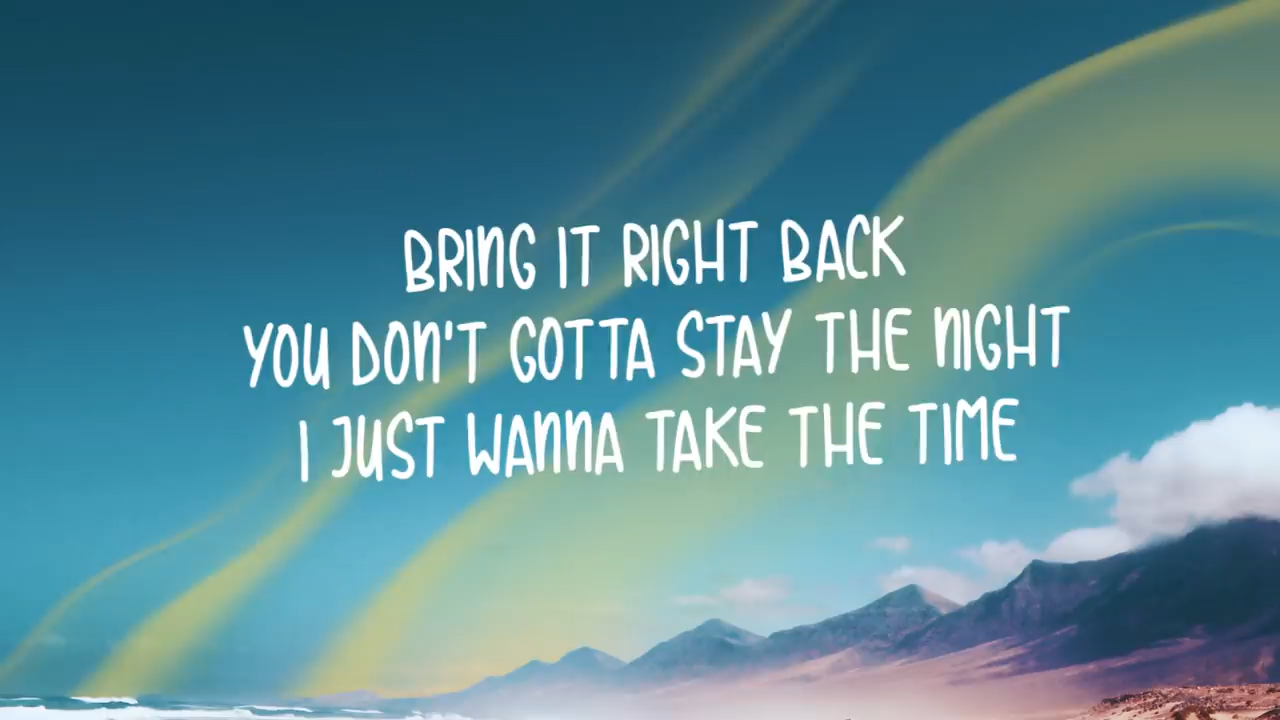 BRING IT RIGHT BACK
YOU DON'T GOTTA STAY THE NIGHT
I JUST WANNA TAKE THE TIME